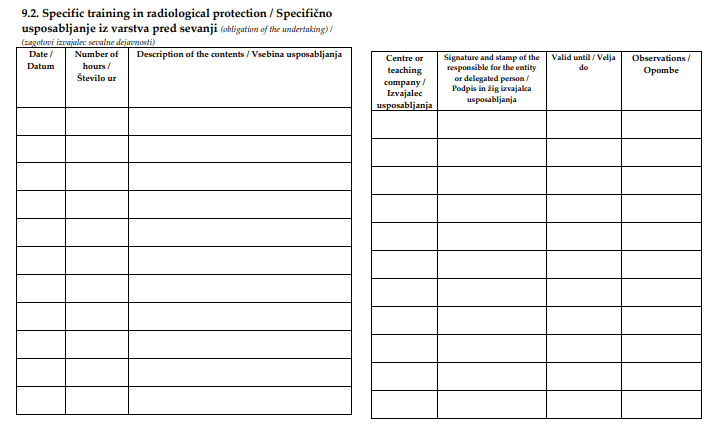 9.2. Specific training in radiological protection / Specifično
usposabljanje iz varstva pred sevanji (obligation of the undertaking) /
(zagotovi izvajalec sevalne dejavnosti)
Date /
Datum
Number of
hours /
Število ur
Description of the contents / Vsebina usposabljanja
Centre or
teaching
company /
Izvajalec
usposabljanja
Signature and stamp of the
responsible for the entity
or delegated person /
Podpis in žig izvajalca
usposabljanja
Valid until / Velja
do
Observations /
Opombe